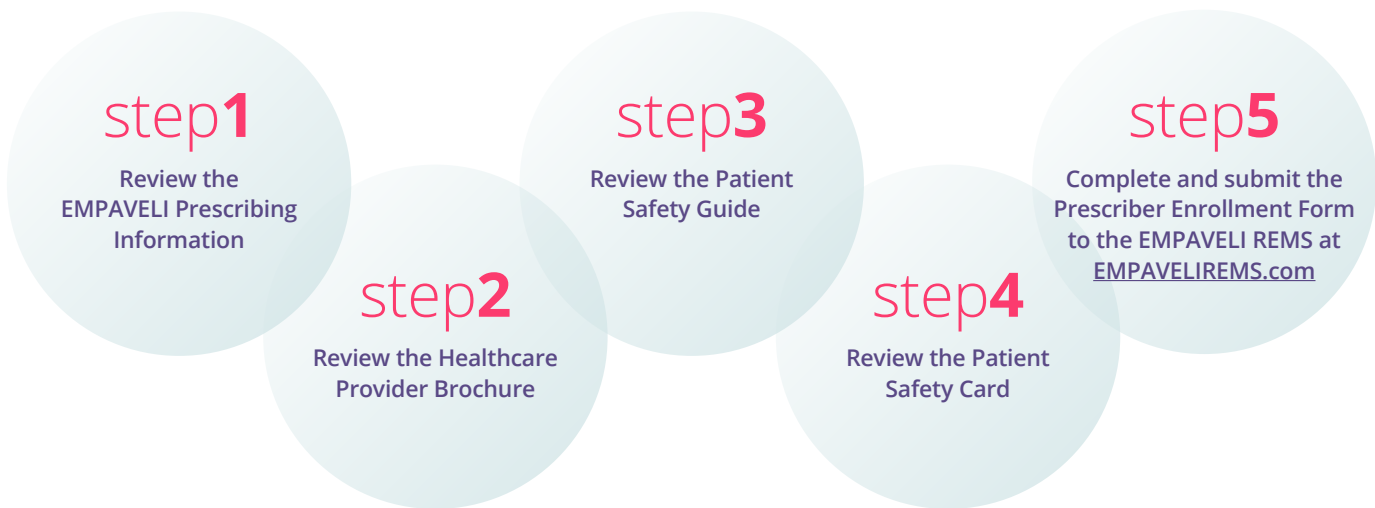 step1
Review the
EMPAVELI Prescribing
Information
step2
Review the Healthcare
Provider Brochure
step3
Review the Patient
Safety Guide
step4
Review the Patient
Safety Card
step5
Complete and submit the
Prescriber Enrollment Form
to the EMPAVELI REMS at
EMPAVELIREMS.com